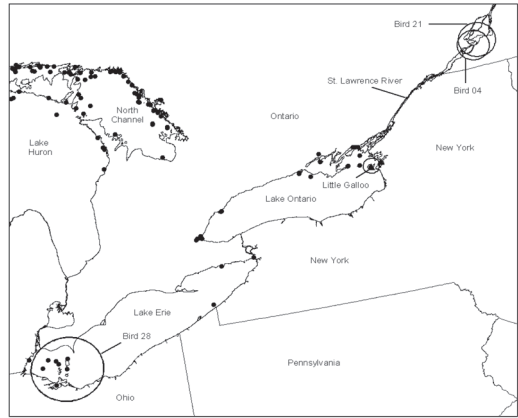 Bird 21
St. Lawrence River
Bird 04
North
Channel
Ontario
Lake
Huron
New York
Little Galloo
Lake Ontario
New York
Lake Erie
Bird 28
Pennsylvania
Ohio